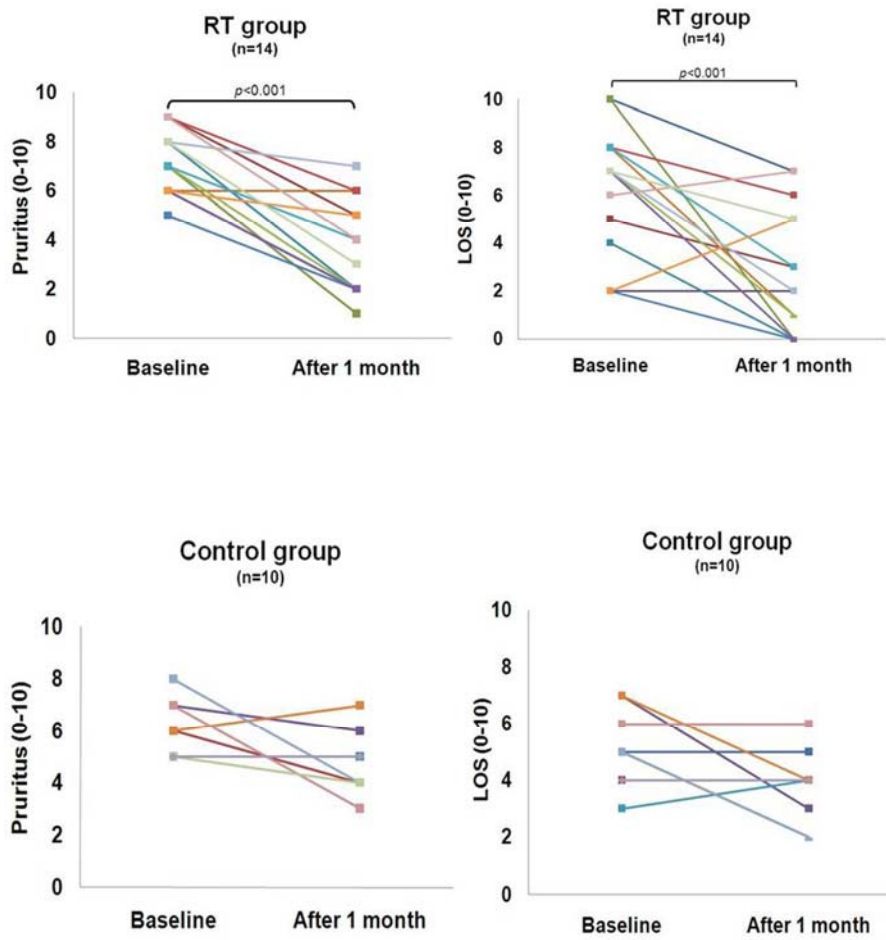 RT group
(n=14)
p<0.001
Pruritus (0-10)
10
8
6
4
2
0
Baseline
After 1 month
RT group
(n=14)
p<0.001
LOS (0-10)
10
8
6
4
2
0
Baseline
After 1 month
Control group
(n=10)
Pruritus (0-10)
10
8
6
4
2
0
Baseline
After 1 month
Control group
(n=10)
LOS (0-10)
10
8
6
4
2
0
Baseline
After 1 month